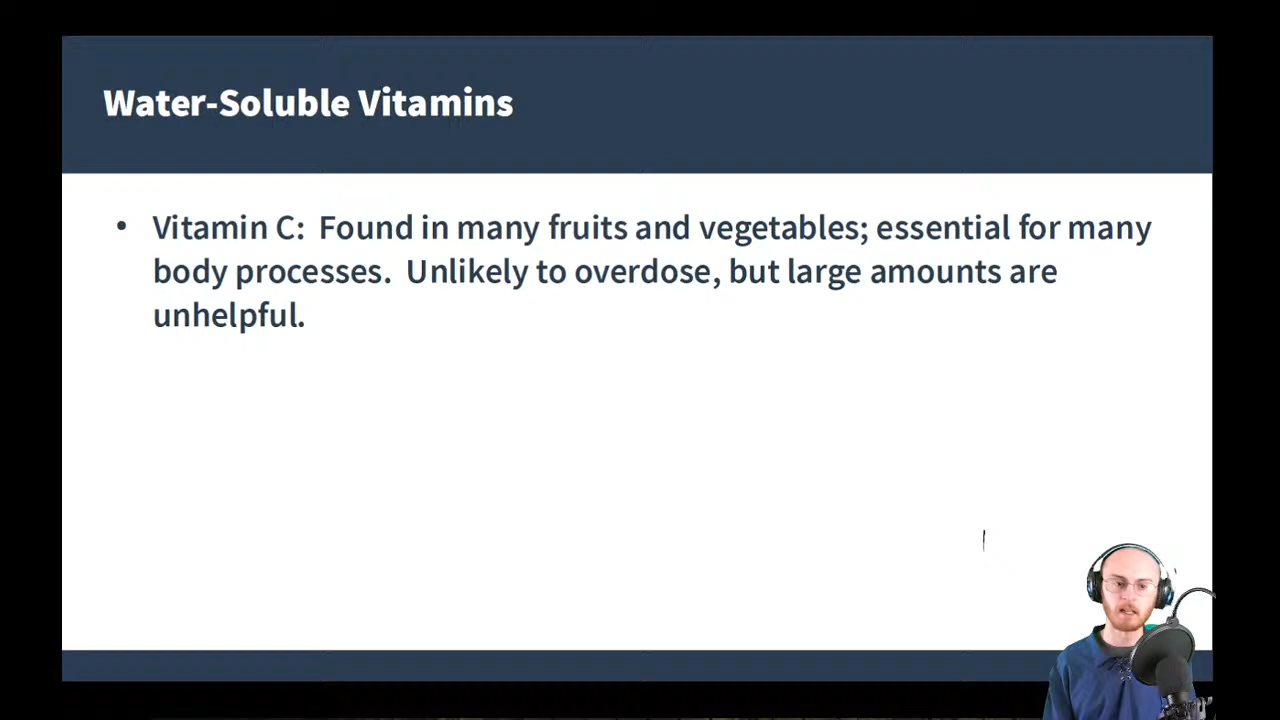 Water-Soluble Vitamins
• Vitamin C:  Found in many fruits and vegetables; essential for many
body processes.  Unlikely to overdose, but large amounts are
unhelpful.